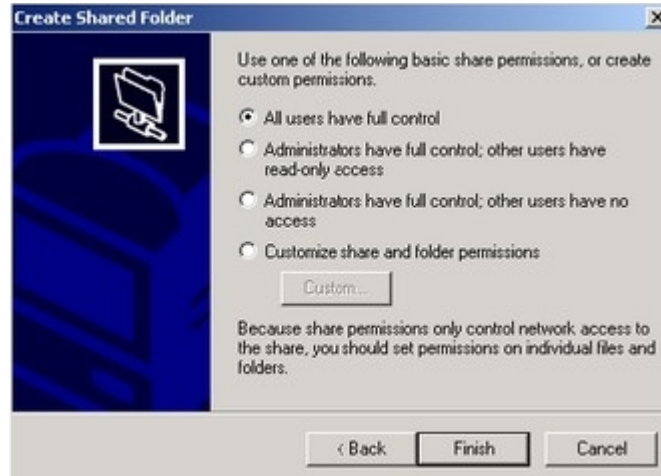 Create Shared Folder
Use one of the following basic share permissions, or create
custom permissions.
All users have full control
Administrators have full control; other users have
read-only access
Administrators have full control; other users have no
access
Customize share and folder permissions
Custom...
Because share permissions only control network access to
the share, you should set permissions on individual files and
folders.
< Back
Finish
Cancel